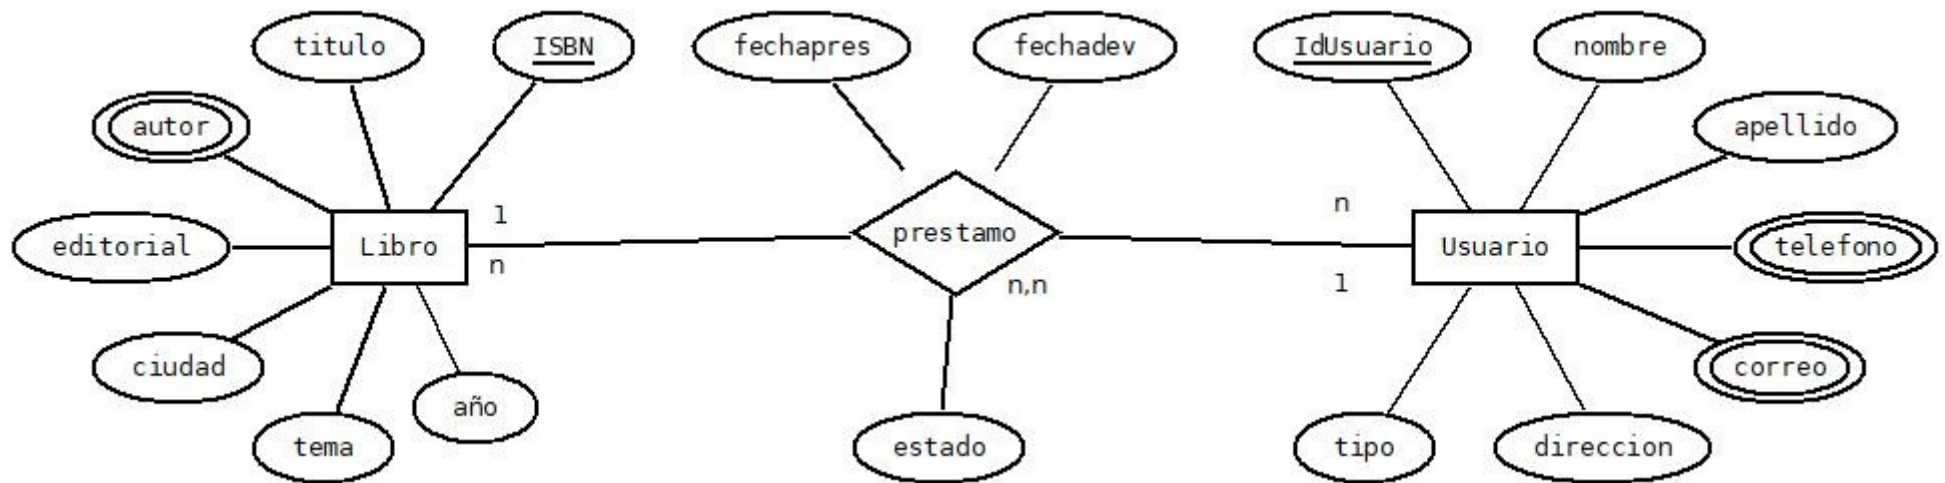 titulo
ISBN
fechapres
fechadev
IdUsuario
nombre
autor
apellido
1
n
editorial
Libro
prestamo
Usuario
telefono
n
n,n
1
ciudad
correo
año
tema
estado
tipo
direccion